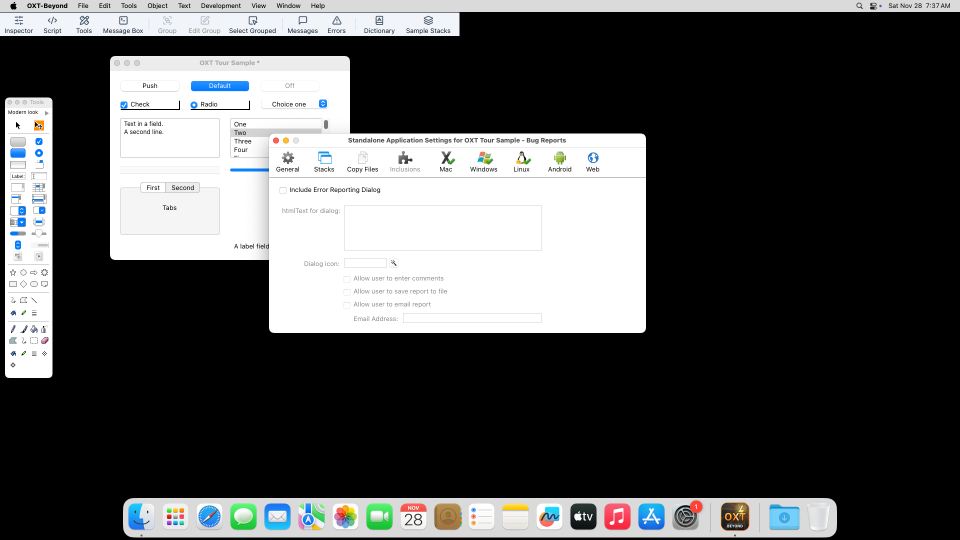 OXT-Beyond File Edit Tools Object Text Development View Window Help
Sat Nov 28 7:37 AM
Inspector Script Tools Message Box Group Edit Group Select Grouped Messages Errors Dictionary Sample Stacks
OXT Tour Sample *
Push Default Off
Check Radio Choice one
Text in a field.
A second line.
One
Two
Three
Four
First Second
Tabs
A label field
Tools
Modern look
Label:
Standalone Application Settings for OXT Tour Sample - Bug Reports
General Stacks Copy Files Inclusions Mac Windows Linux Android Web
Include Error Reporting Dialog
htmlText for dialog:
Dialog icon:
Allow user to enter comments
Allow user to save report to file
Allow user to email report
Email Address:
NOV
28
tv
1
OXT
BEYOND